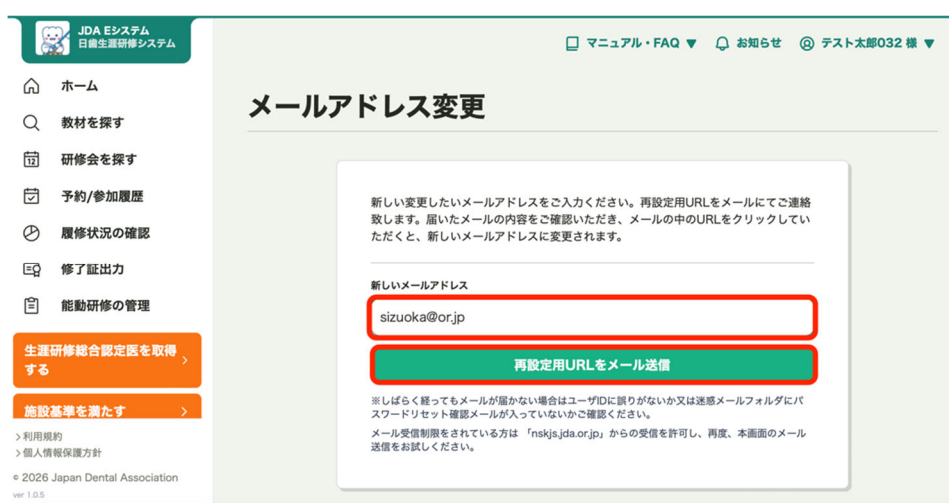 JDA Eシステム
日歯生涯研修システム
マニュアル・FAQ ▼
お知らせ
テスト太郎032 様 ▼
ホーム
教材を探す
12
研修会を探す
予約/参加履歴
履修状況の確認
修了証出力
能動研修の管理
生涯研修総合認定医を取得
する
施設基準を満たす
利用規約
個人情報保護方針
© 2026 Japan Dental Association
ver 1.0.5
メールアドレス変更
新しい変更したいメールアドレスをご入力ください。再設定用URLをメールにてご連絡
致します。届いたメールの内容をご確認いただき、メールの中のURLをクリックしてい
ただくと、新しいメールアドレスに変更されます。
新しいメールアドレス
sizuoka@or.jp
再設定用URLをメール送信
※しばらく経ってもメールが届かない場合はユーザIDに誤りがないか又は迷惑メールフォルダにパ
スワードリセット確認メールが入っていないかご確認ください。
メール受信制限をされている方は 「nskjs.jda.or.jp」からの受信を許可し、再度、本画面のメール
送信をお試しください。